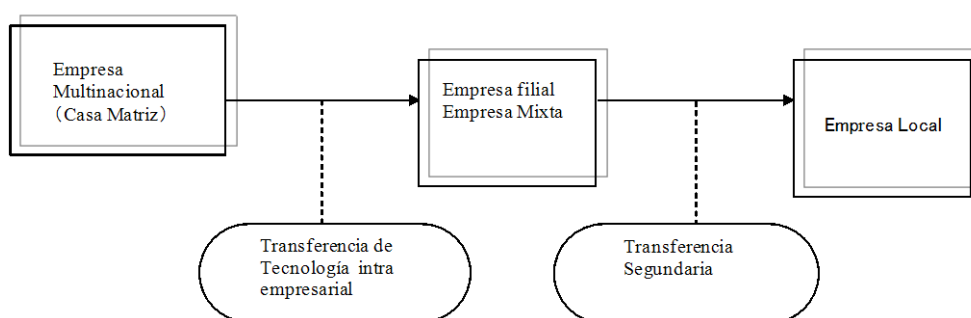 Empresa
Multinacional
（Casa Matriz）
Empresa filial
Empresa Mixta
Empresa Local
Transferencia de
Tecnología intra
empresarial
Transferencia
Segundaria